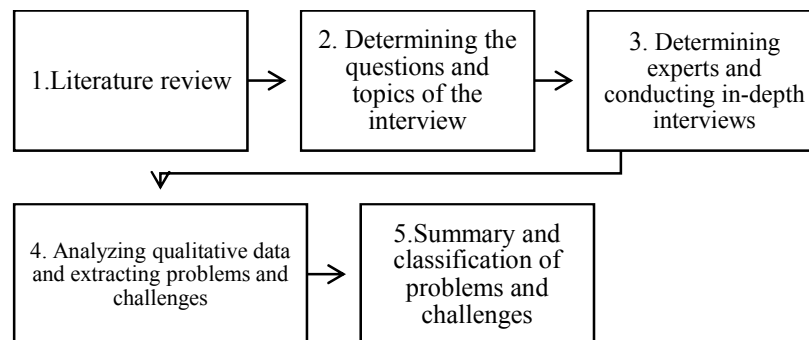 1.Literature review
2. Determining the
questions and
topics of the
interview
3. Determining
experts and
conducting in-depth
interviews
4. Analyzing qualitative data
and extracting problems and
challenges
5.Summary and
classification of
problems and
challenges